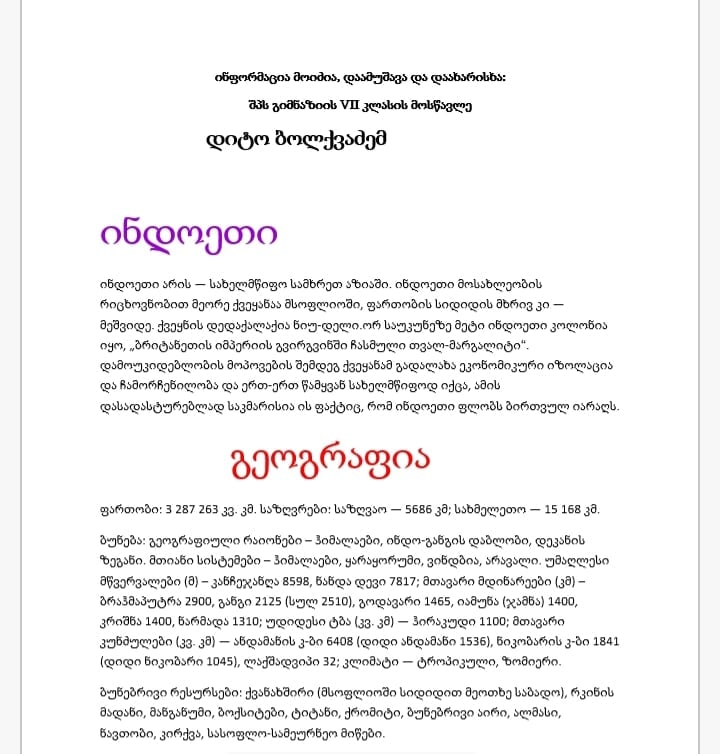 ინფორმაცია მოიძია, დაამუშავა და დაახარისხა:
შპს გიმნაზიის VII კლასის მოსწავლე
დიტო ბოლქვაძემ
ინდოეთი
ინდოეთი არის — სახელმწიფო სამხრეთ აზიაში. ინდოეთი მოსახლეობის
რიცხოვნობით მეორე ქვეყანაა მსოფლიოში, ფართობის სიდიდის მხრივ კი —
მეშვიდე. ქვეყნის დედაქალაქია ნიუ-დელი.ორ საუკუნეზე მეტი ინდოეთი კოლონია
იყო, „ბრიტანეთის იმპერიის გვირგვინში ჩასმული თვალ-მარგალიტი“.
დამოუკიდებლობის მოპოვების შემდეგ ქვეყანამ გადალახა ეკონომიკური იზოლაცია
და ჩამორჩენილობა და ერთ-ერთ წამყვან სახელმწიფოდ იქცა, ამის
დასადასტურებლად საკმარისია ის ფაქტიც, რომ ინდოეთი ფლობს ბირთვულ იარაღს.
გეოგრაფია
ფართობი: 3 287 263 კვ. კმ. საზღვრები: საზღვაო — 5686 კმ; სახმელეთო — 15 168 კმ.
ბუნება: გეოგრაფიული რაიონები – ჰიმალაები, ინდო-განგის დაბლობი, დეკანის
ზეგანი. მთიანი სისტემები – ჰიმალაები, ყარაყორუმი, ვინდხია, არავალი. უმაღლესი
მწვერვალები (მ) – კანჩეჯანღა 8598, ნანდა დევი 7817; მთავარი მდინარეები (კმ) –
ბრაჰმაპუტრა 2900, განგი 2125 (სულ 2510), გოდავარი 1465, იამუნა (ჯამნა) 1400,
კრიშნა 1400, ნარმადა 1310; უდიდესი ტბა (კვ. კმ) — ჰირაკუდი 1100; მთავარი
კუნძულები (კვ. კმ) — ანდამანის კ-ბი 6408 (დიდი ანდამანი 1536), ნიკობარის კ-ბი 1841
(დიდი ნიკობარი 1045), ლაქშადვიპი 32; კლიმატი — ტროპიკული, ზომიერი.
ბუნებრივი რესურსები: ქვანახშირი (მსოფლიოში სიდიდით მეოთხე საბადო), რკინის
მადანი, მანგანუმი, ბოქსიტები, ტიტანი, ქრომიტი, ბუნებრივი აირი, ალმასი,
ნავთობი, კირქვა, სასოფლო-სამეურნეო მიწები.